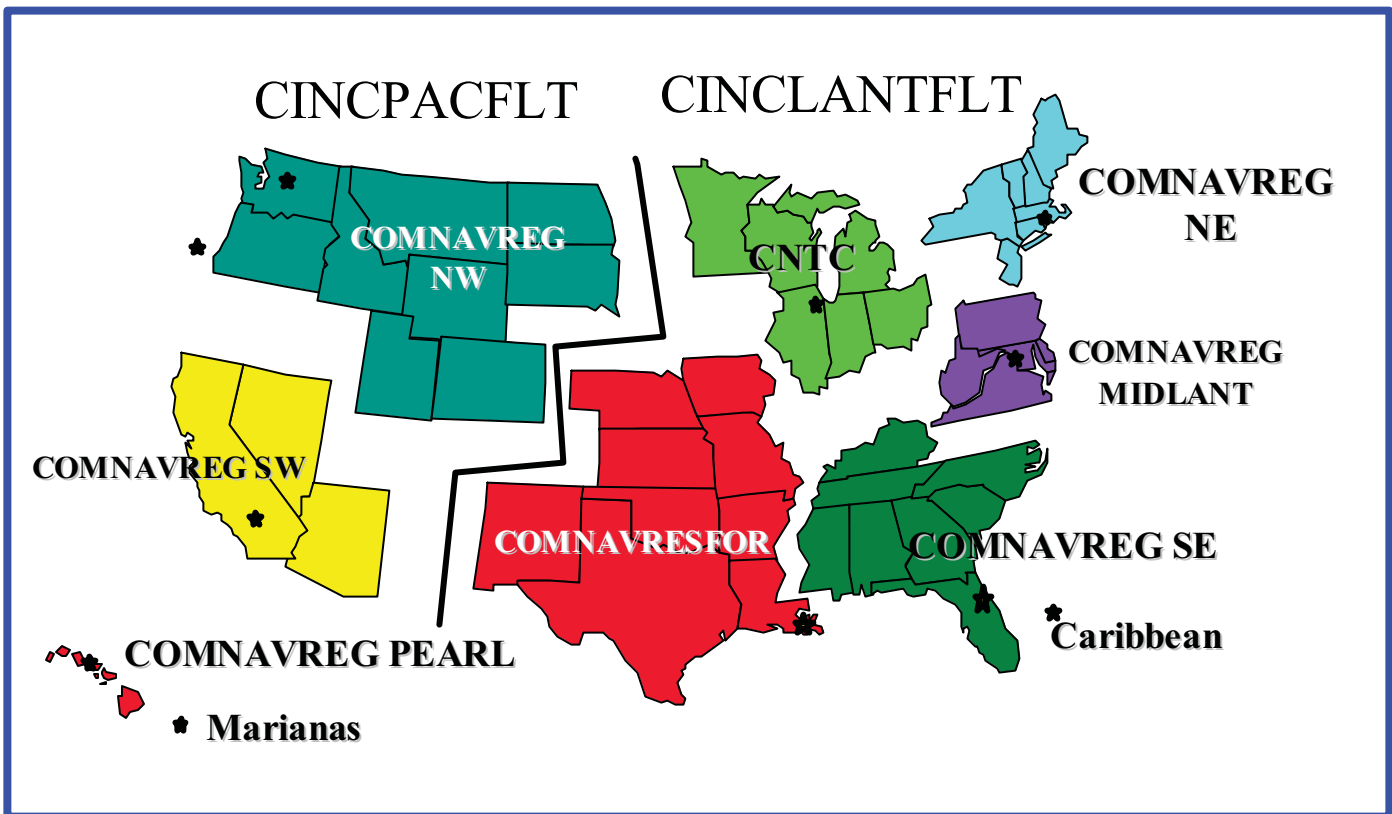 CINCPACFLT
CINCLANTFLT
COMNAVREG
NE
COMNAVREG
NW
CNTC
COMNAVREG
MIDLANT
COMNAVREG SW
COMNAVRESFOR
COMNAVREG SE
Caribbean
COMNAVREG PEARL
Marianas